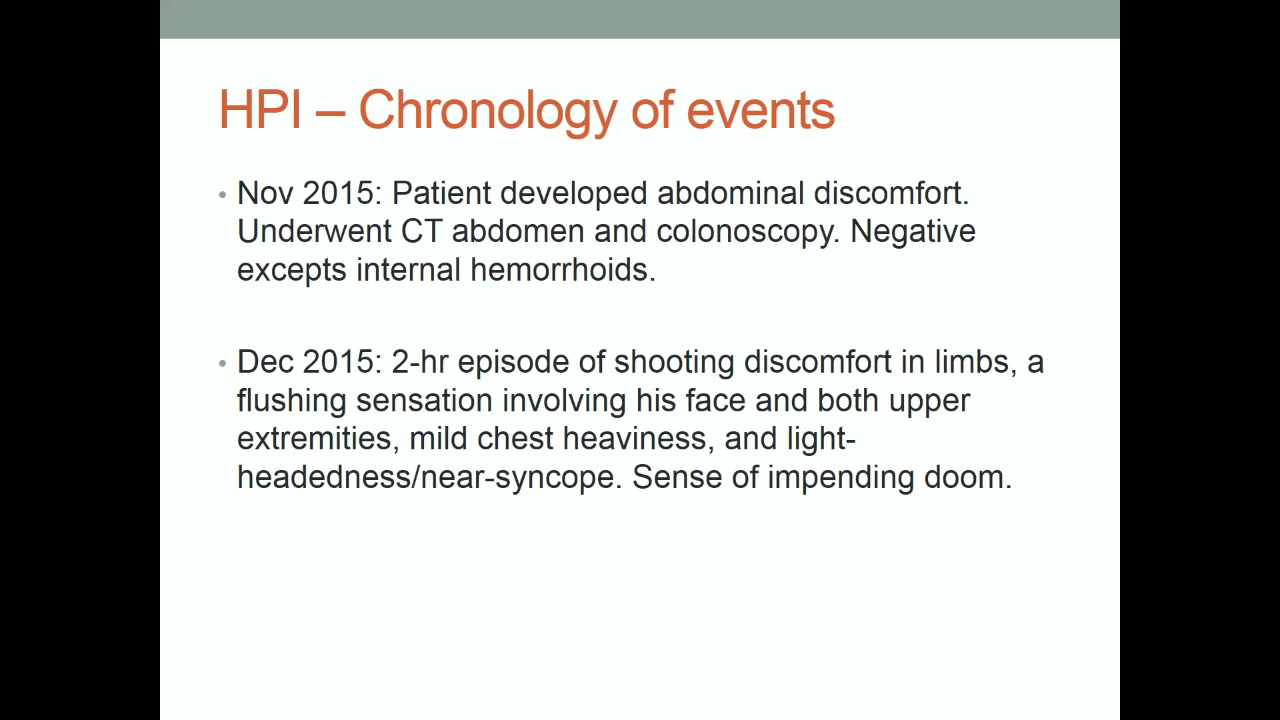 HPI – Chronology of events
• Nov 2015: Patient developed abdominal discomfort.
Underwent CT abdomen and colonoscopy. Negative
excepts internal hemorrhoids.
• Dec 2015: 2-hr episode of shooting discomfort in limbs, a
flushing sensation involving his face and both upper
extremities, mild chest heaviness, and light-
headedness/near-syncope. Sense of impending doom.